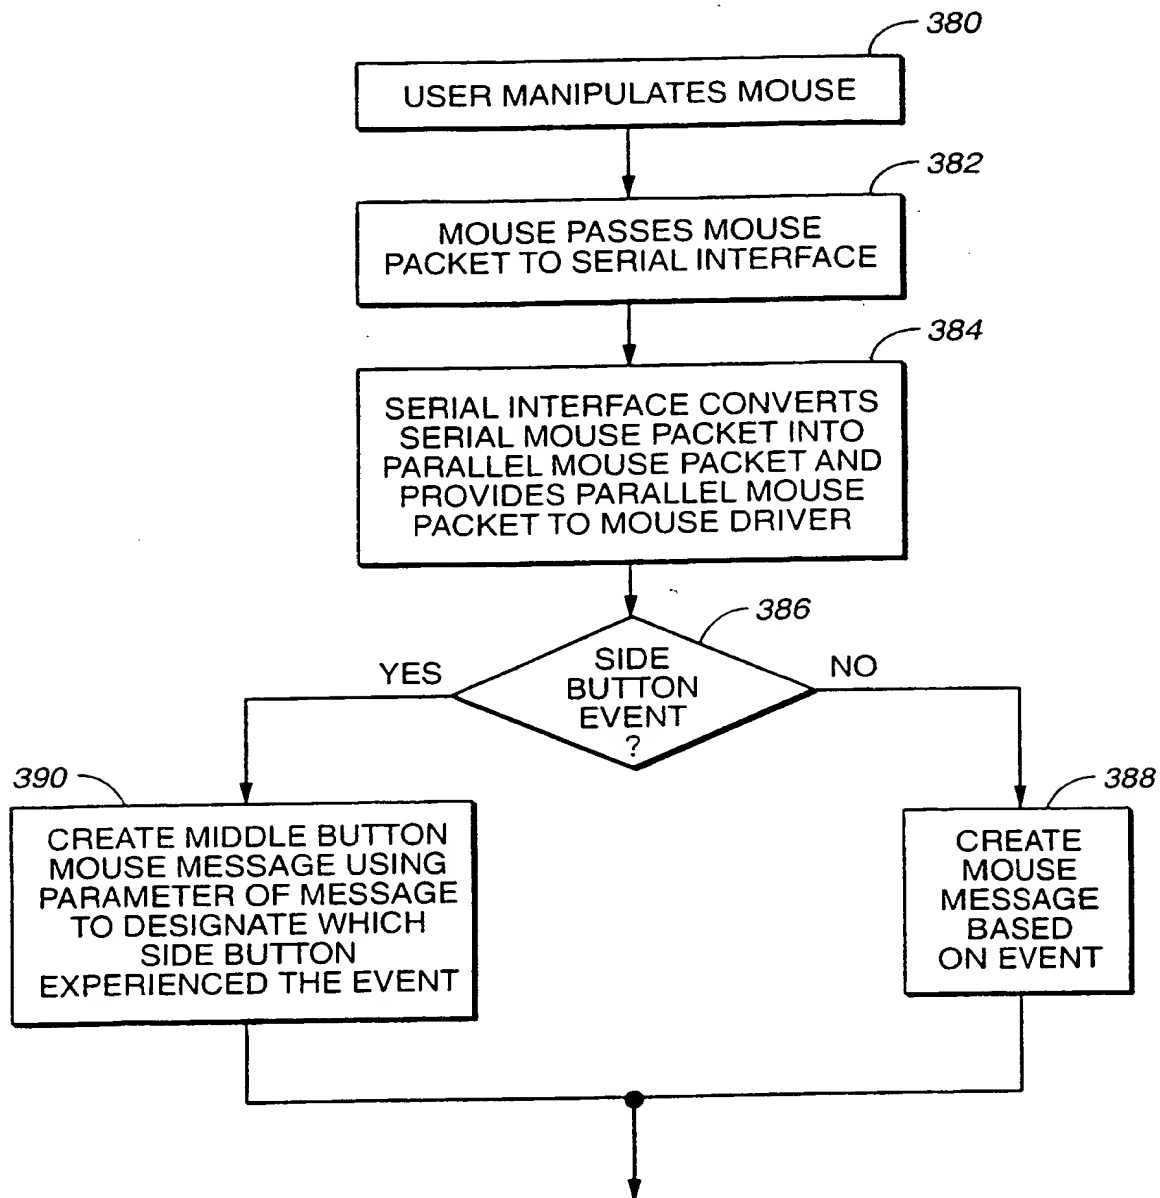 380
USER MANIPULATES MOUSE
382
MOUSE PASSES MOUSE
PACKET TO SERIAL INTERFACE
384
SERIAL INTERFACE CONVERTS
SERIAL MOUSE PACKET INTO
PARALLEL MOUSE PACKET AND
PROVIDES PARALLEL MOUSE
PACKET TO MOUSE DRIVER
386
SIDE
BUTTON
EVENT
?
YES
NO
390
CREATE MIDDLE BUTTON
MOUSE MESSAGE USING
PARAMETER OF MESSAGE
TO DESIGNATE WHICH
SIDE BUTTON
EXPERIENCED THE EVENT
388
CREATE
MOUSE
MESSAGE
BASED
ON EVENT